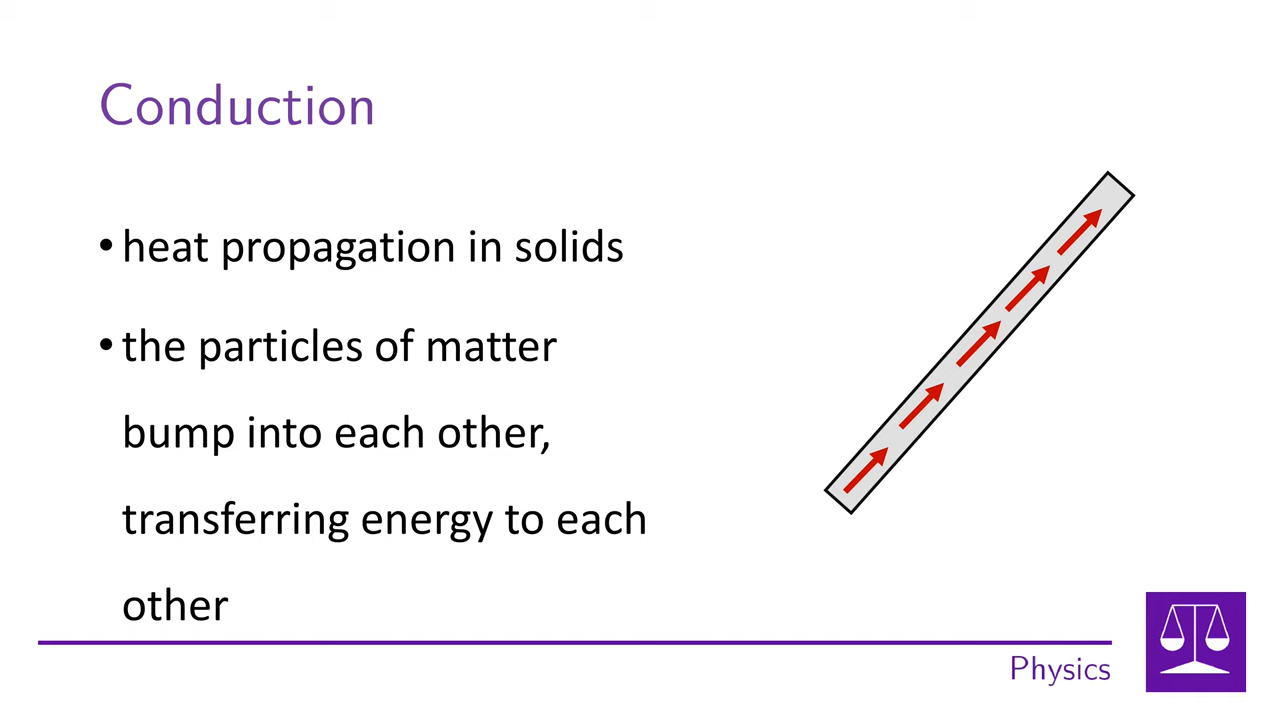 Conduction
• heat propagation in solids
• the particles of matter
bump into each other,
transferring energy to each
other
Physics